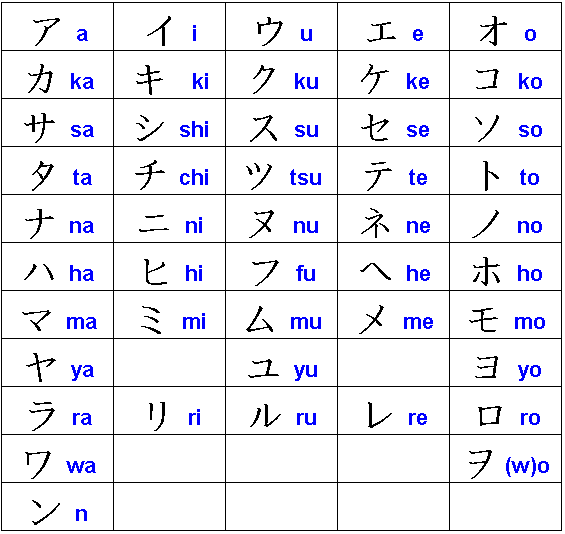 ア a イ i ウ u エ e オ o
カ ka キ ki ク ku ケ ke コ ko
サ sa シ shi ス su セ se ソ so
タ ta チ chi ツ tsu テ te ト to
ナ na ニ ni ヌ nu ネ ne ノ no
ハ ha ヒ hi フ fu ヘ he ホ ho
マ ma ミ mi ム mu メ me モ mo
ヤ ya ユ yu ヨ yo
ラ ra リ ri ル ru レ re ロ ro
ワ wa ヲ (w)o
ン n